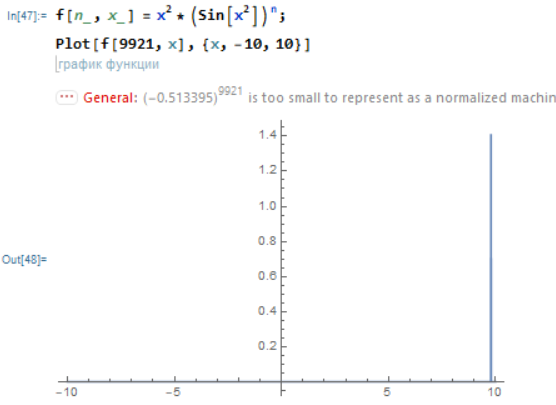 In[47]:= f[n_, x_] = x² * (Sin[x²])ⁿ;
Plot[f[9921, x], {x, -10, 10}]
график функции
General: (-0.513395)⁹⁹²¹ is too small to represent as a normalized machin
1.4
1.2
1.0
0.8
Out[48]=
0.6
0.4
0.2
-10 -5 5 10